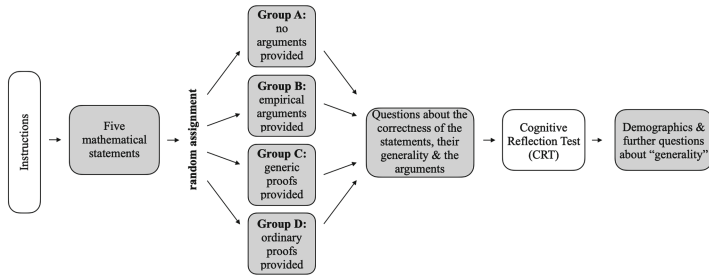 Instructions
Five
mathematical
statements
random assignment
Group A:
no
arguments
provided
Group B:
empirical
arguments
provided
Group C:
generic
proofs
provided
Group D:
ordinary
proofs
provided
Questions about the
correctness of the
statements, their
generality & the
arguments
Cognitive
Reflection Test
(CRT)
Demographics &
further questions
about “generality”